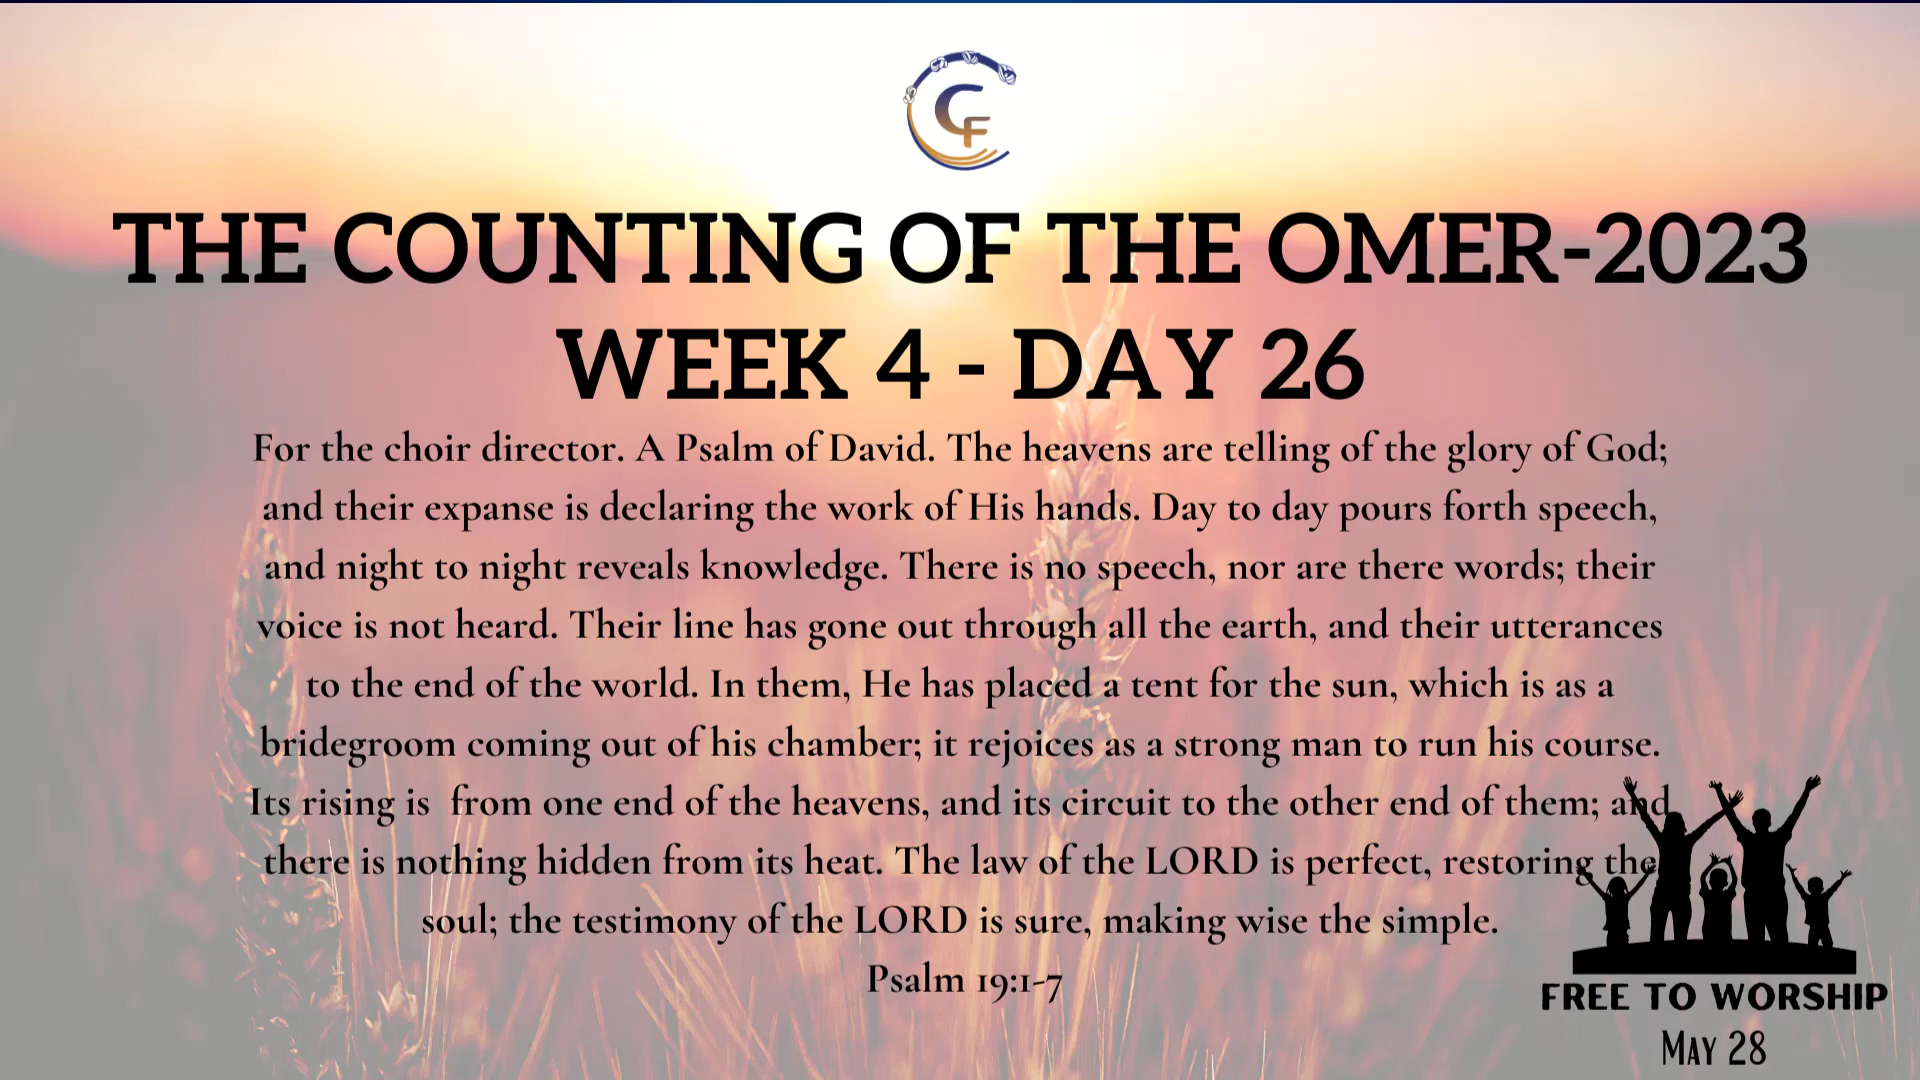 CF
THE COUNTING OF THE OMER-2023
WEEK 4 - DAY 26
For the choir director. A Psalm of David. The heavens are telling of the glory of God;
and their expanse is declaring the work of His hands. Day to day pours forth speech,
and night to night reveals knowledge. There is no speech, nor are there words; their
voice is not heard. Their line has gone out through all the earth, and their utterances
to the end of the world. In them, He has placed a tent for the sun, which is as a
bridegroom coming out of his chamber; it rejoices as a strong man to run his course.
Its rising is  from one end of the heavens, and its circuit to the other end of them; and
there is nothing hidden from its heat. The law of the LORD is perfect, restoring the
soul; the testimony of the LORD is sure, making wise the simple.
Psalm 19:1-7
FREE TO WORSHIP
MAY 28